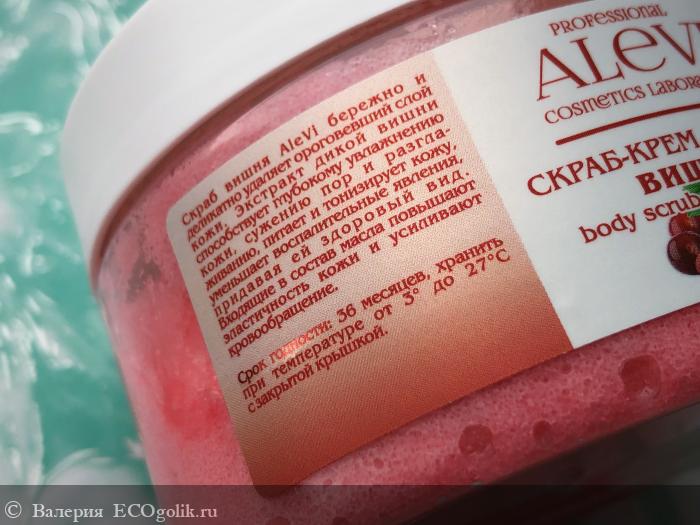 Скраб вишня AleVi бережно и
деликатно удаляет ороговевший слой
кожи. Экстракт дикой вишни
способствует глубокому увлажнению
кожи, сужению пор и разгла-
живанию, питает и тонизирует кожу,
уменьшает воспалительные явления,
придавая ей здоровый вид.
Входящие в состав масла повышают
эластичность кожи и усиливают
кровообращение.
Срок годности: 36 месяцев, хранить
при температуре от 3° до 27°C
с закрытой крышкой.
PROFESSIONAL
ALeV
COSMETICS LABOR
СКРАБ-КРЕМ
ВИШ
body scrub
© Валерия ECOgolik.ru